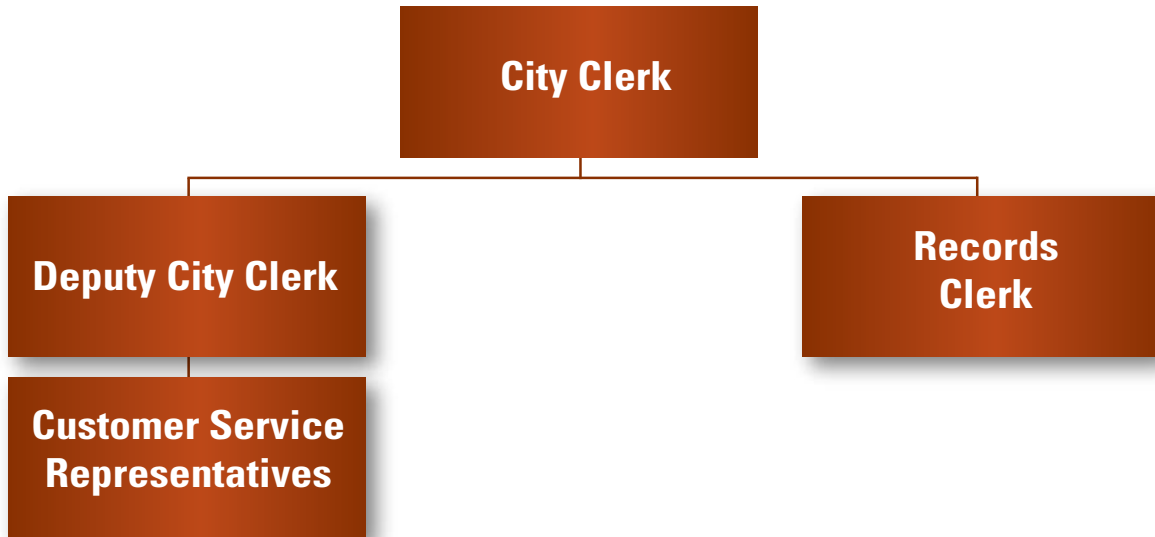 City Clerk
Deputy City Clerk
Records
Clerk
Customer Service
Representatives